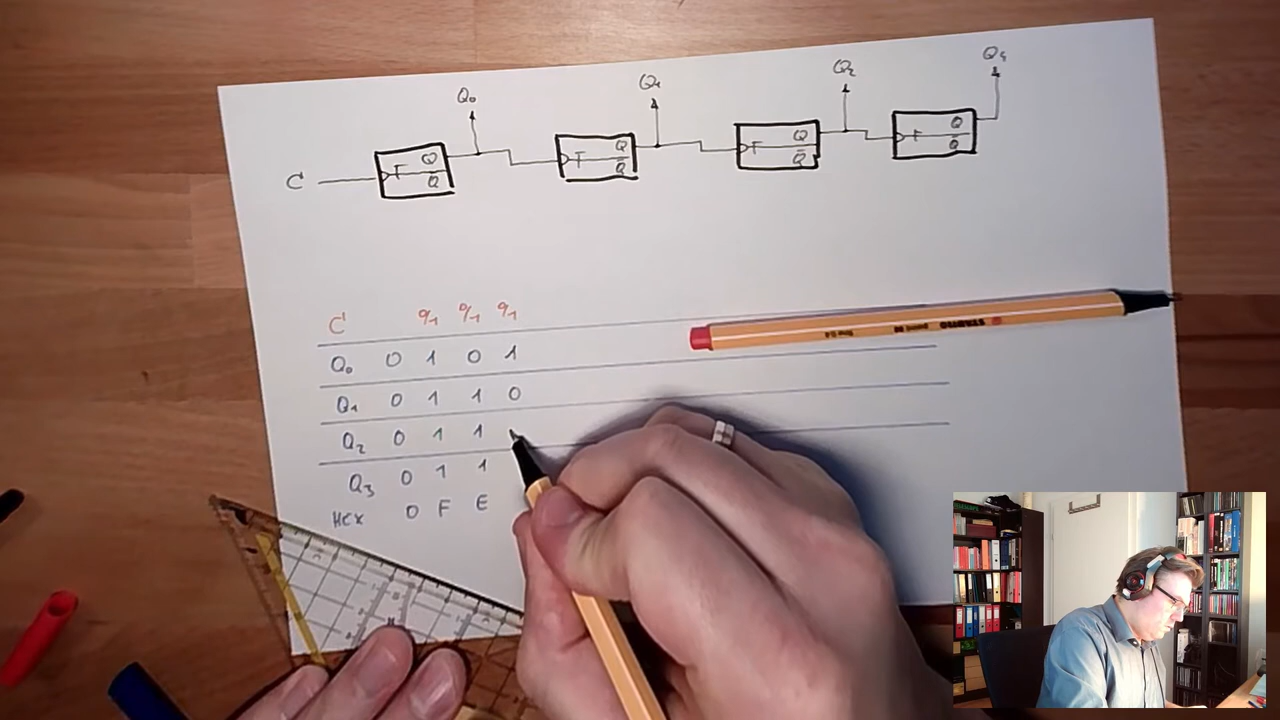 Q₀ Q₁ Q₂ Q₃
C T Q Q̅ T Q Q̅ T Q Q̅ T Q Q̅
C 0/1 0/1 0/1
Q₀ 0 1 0 1
Q₁ 0 1 1 0
Q₂ 0 1 1
Q₃ 0 1 1
HEX 0 F E
STABILO